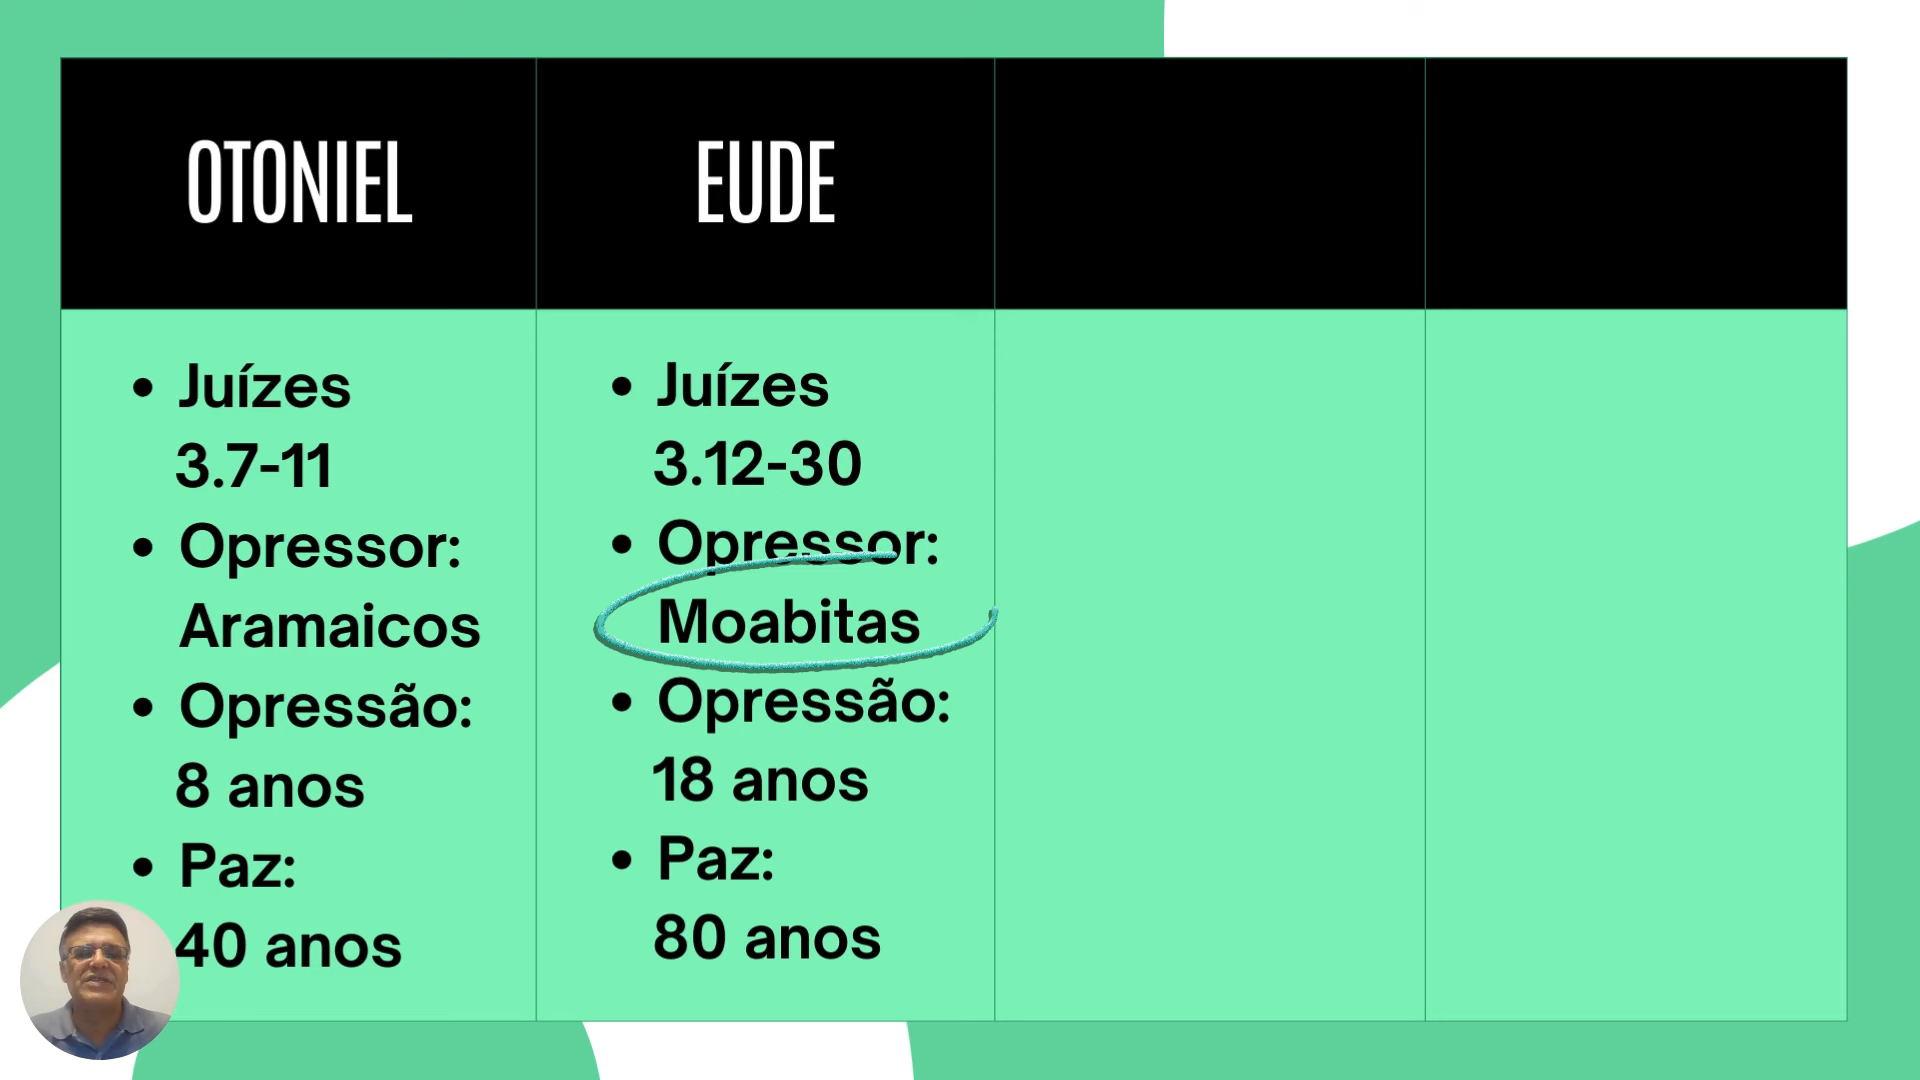 OTONIEL
• Juízes
3.7-11
• Opressor:
Aramaicos
• Opressão:
8 anos
• Paz:
40 anos
EUDE
• Juízes
3.12-30
• Opressor:
Moabitas
• Opressão:
18 anos
• Paz:
80 anos